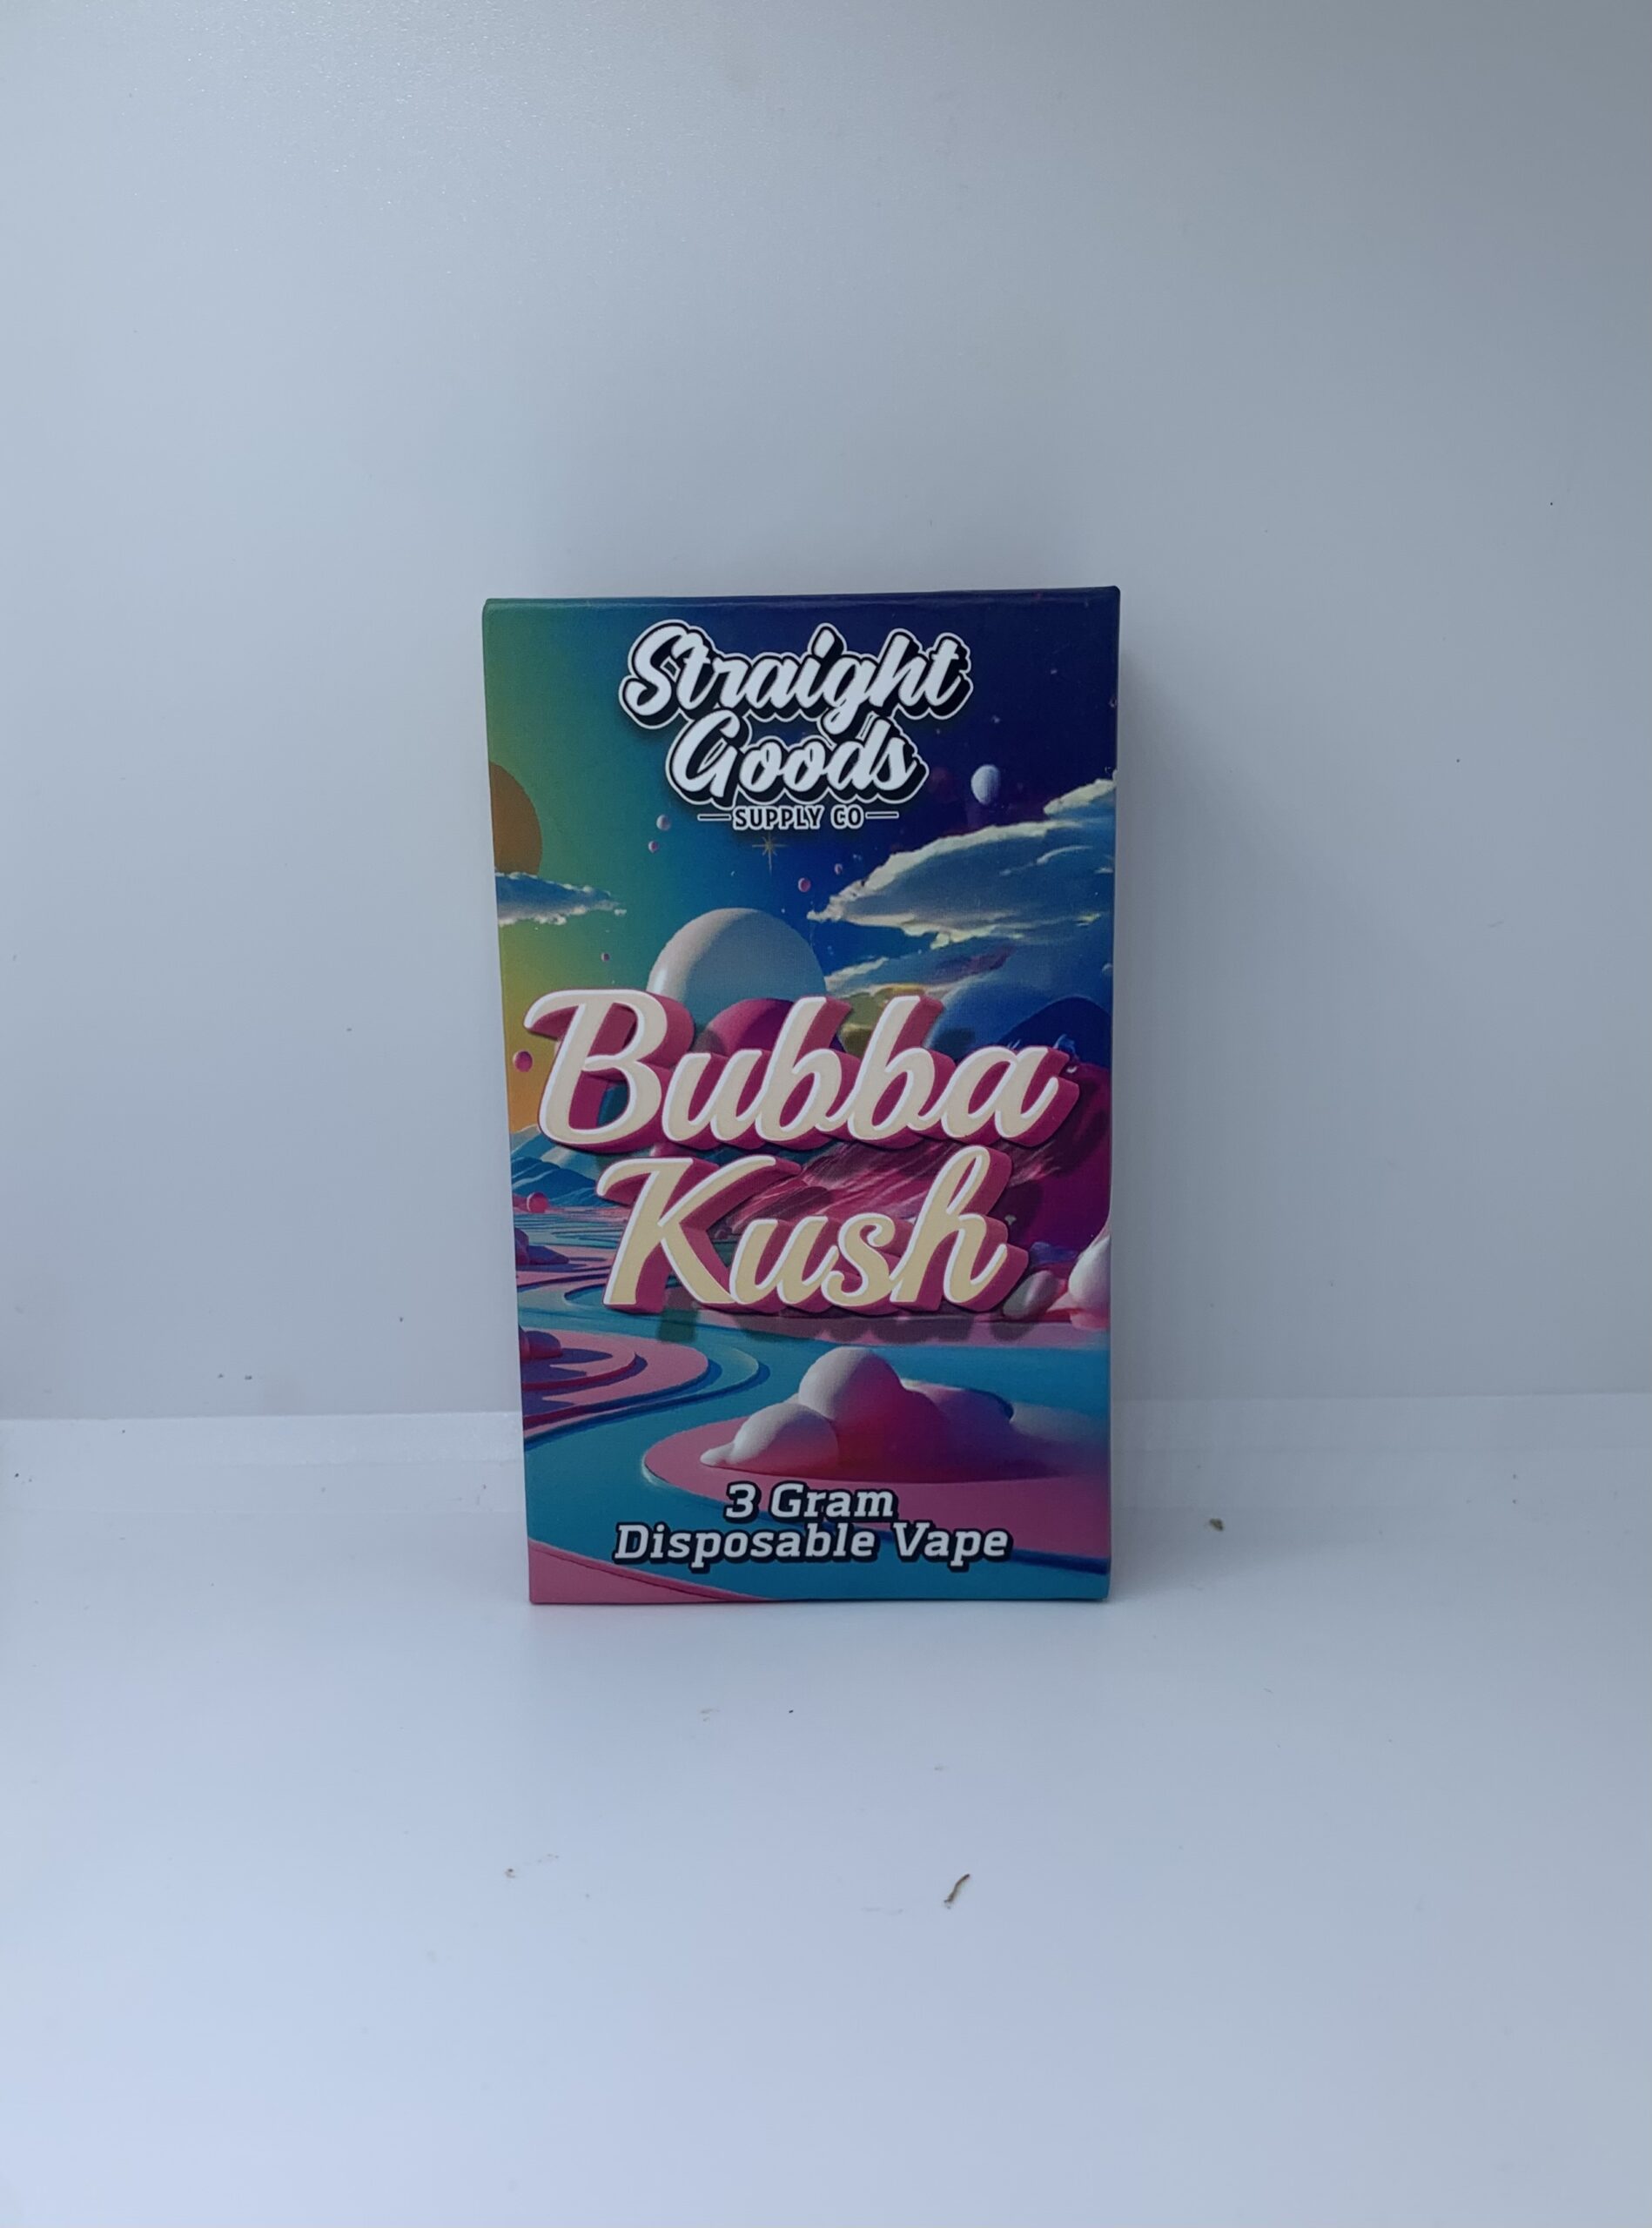 Straight
Goods
SUPPLY CO
Bubba
Kush
3 Gram
Disposable Vape